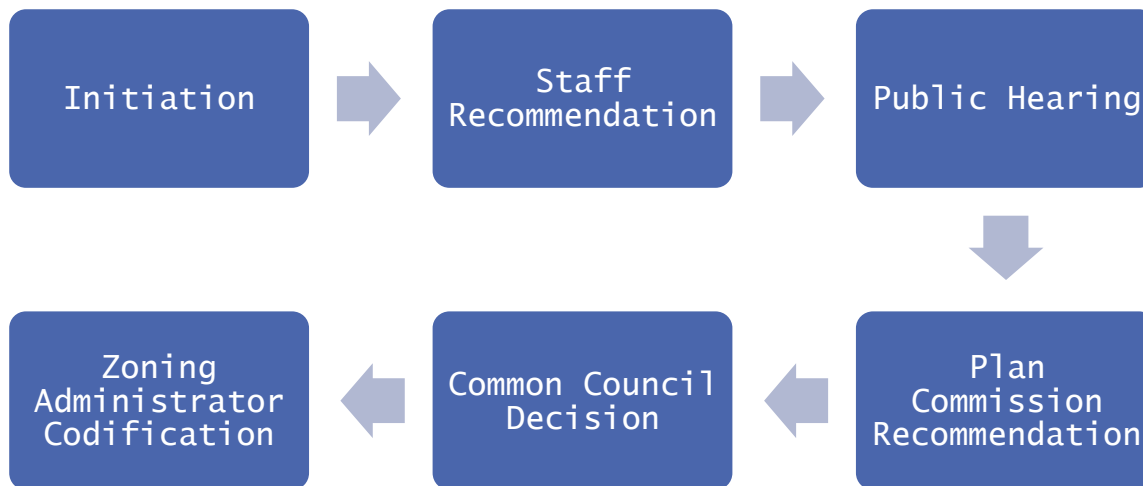 Initiation
Staff
Recommendation
Public Hearing
Plan
Commission
Recommendation
Common Council
Decision
Zoning
Administrator
Codification